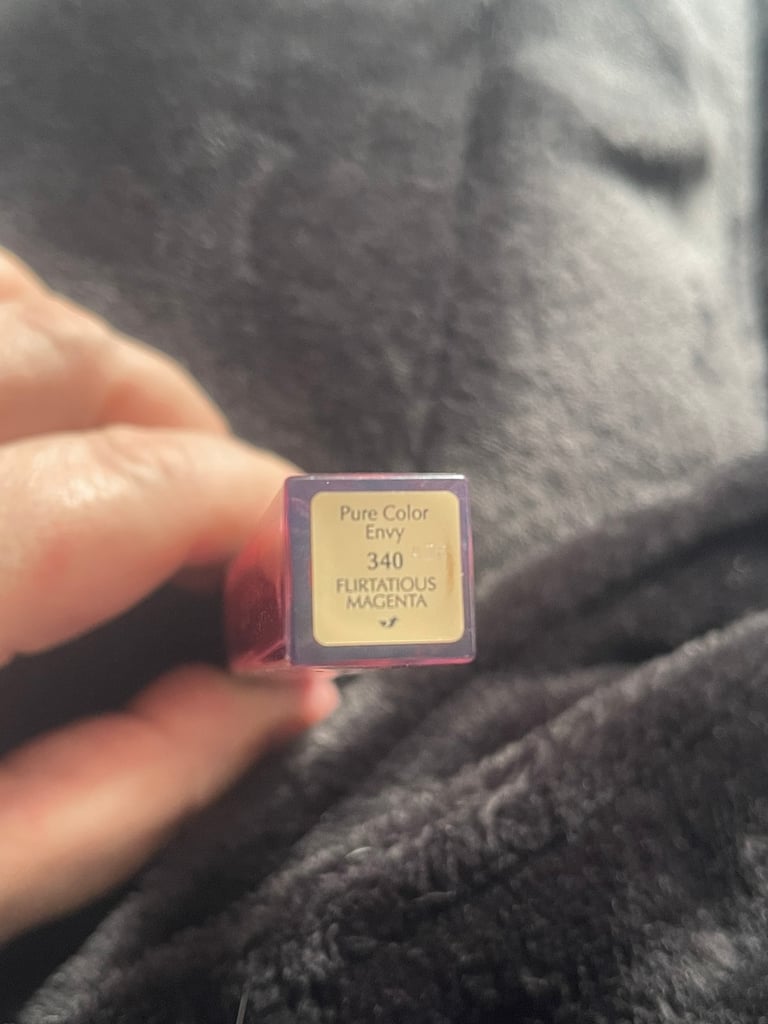 Pure Color
Envy
340
FLIRTATIOUS
MAGENTA